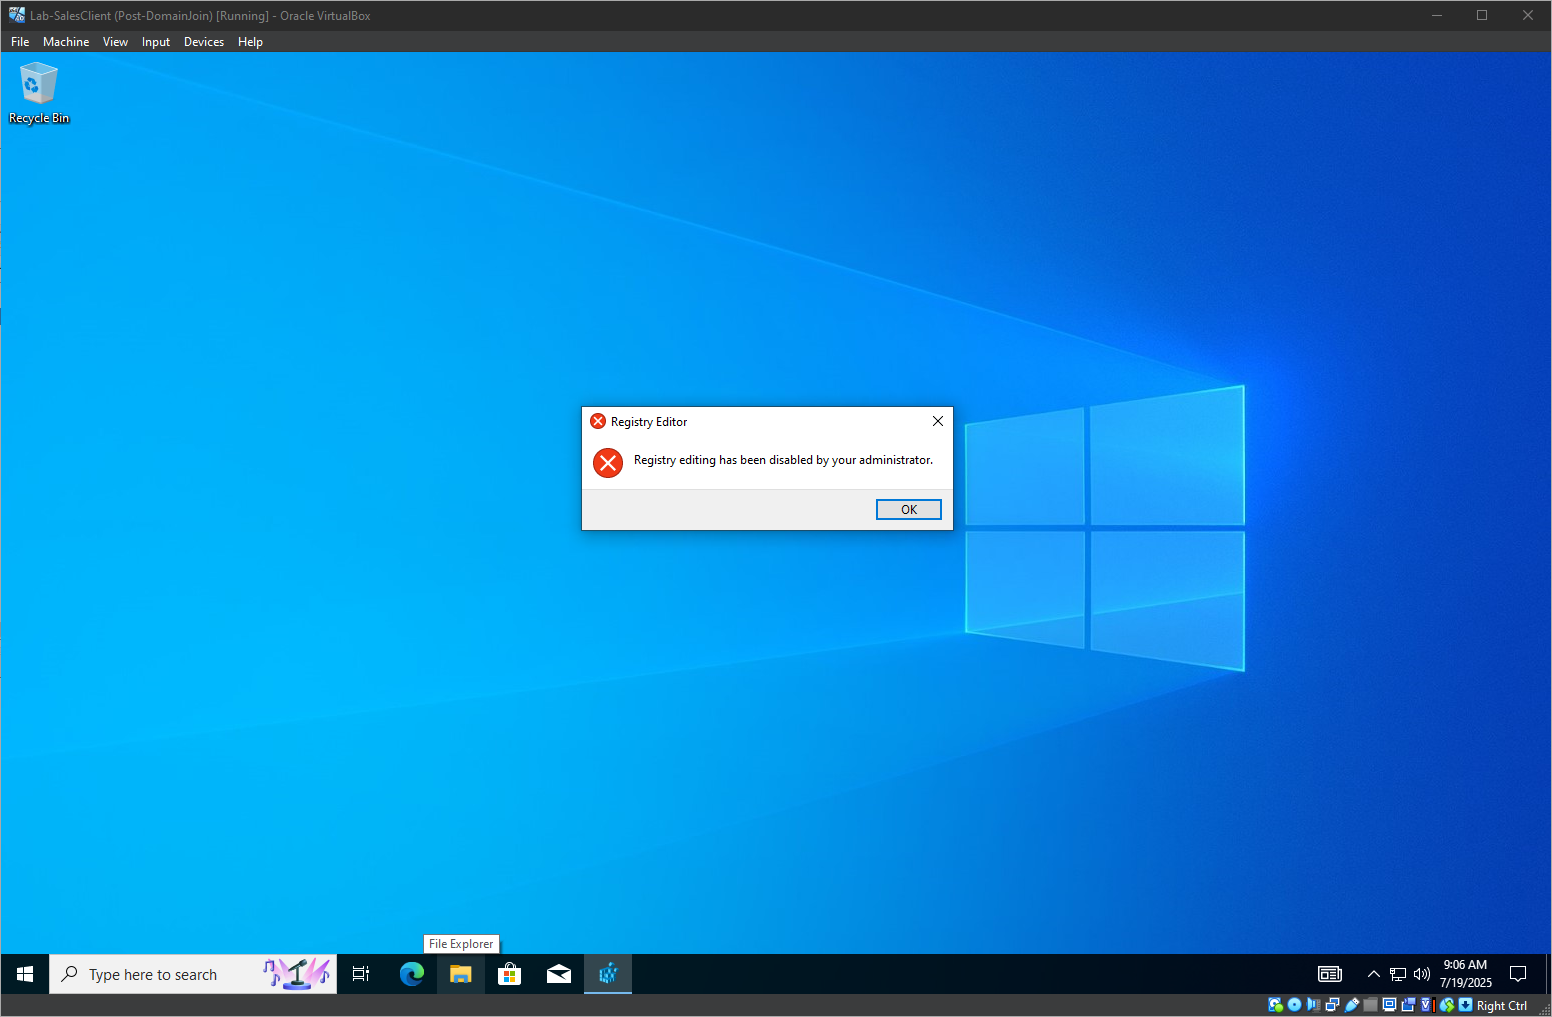 Lab-SalesClient (Post-DomainJoin) [Running] - Oracle VirtualBox
File Machine View Input Devices Help
Recycle Bin
Registry Editor
Registry editing has been disabled by your administrator.
OK
File Explorer
Type here to search
9:06 AM
7/19/2025
Right Ctrl